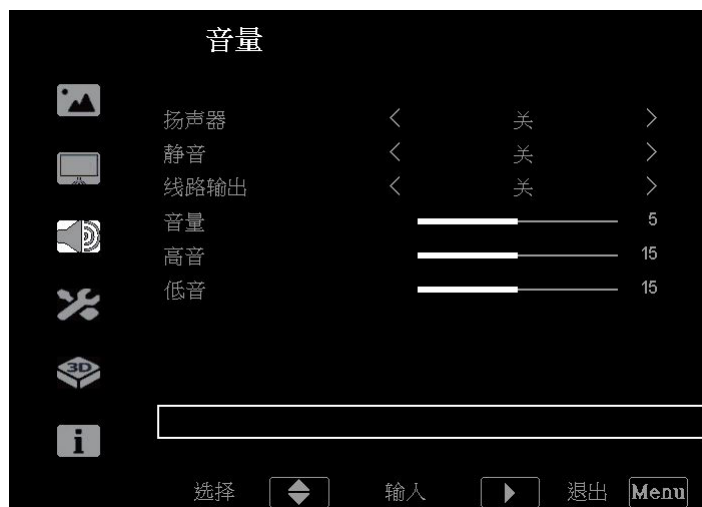 音量
扬声器 < 关 >
静音 < 关 >
线路输出 < 关 >
音量 5
高音 15
低音 15
3D
i
选择 输入 退出 Menu